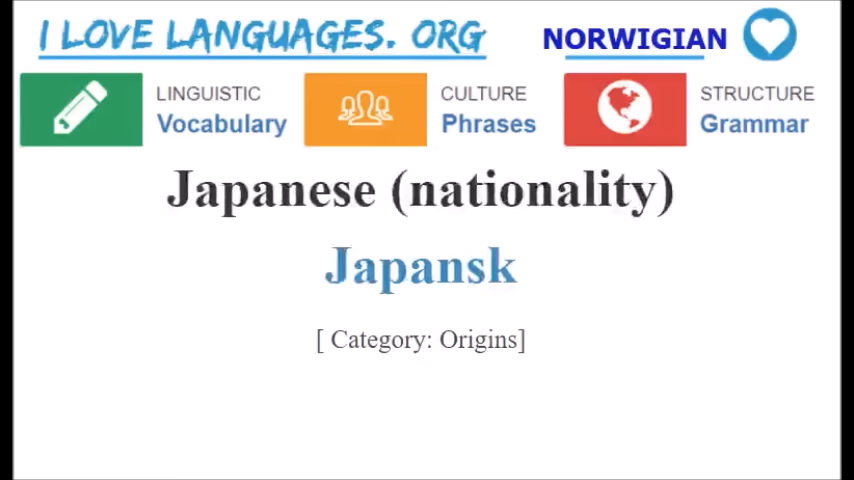 I LOVE LANGUAGES. ORG
NORWIGIAN
LINGUISTIC
Vocabulary
CULTURE
Phrases
STRUCTURE
Grammar
Japanese (nationality)
Japansk
[ Category: Origins]